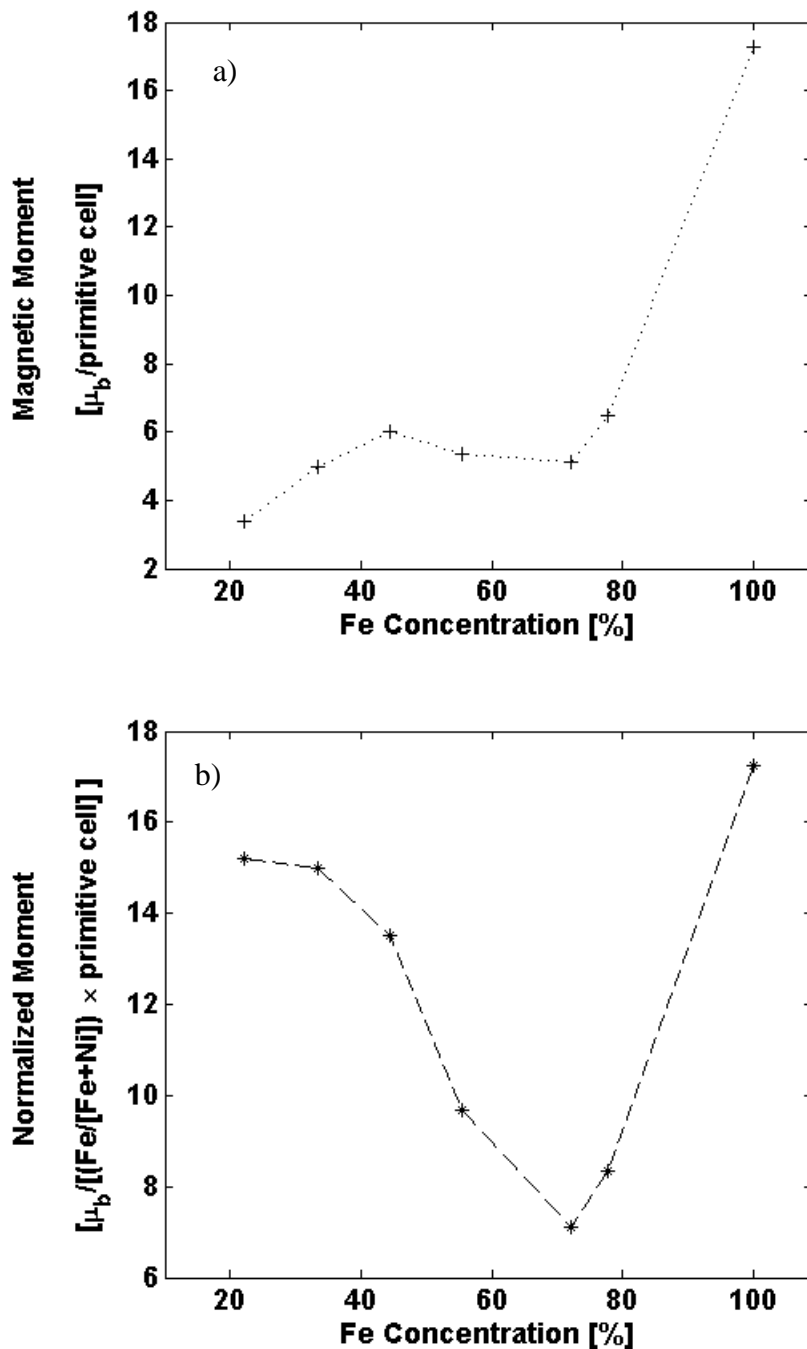 a)
18
16
14
12
10
8
6
4
2
20 40 60 80 100
Fe Concentration [%]
Magnetic Moment
[μb/primitive cell]
b)
18
16
14
12
10
8
6
20 40 60 80 100
Fe Concentration [%]
Normalized Moment
[μb/[(Fe/[Fe+Ni]) × primitive cell] ]